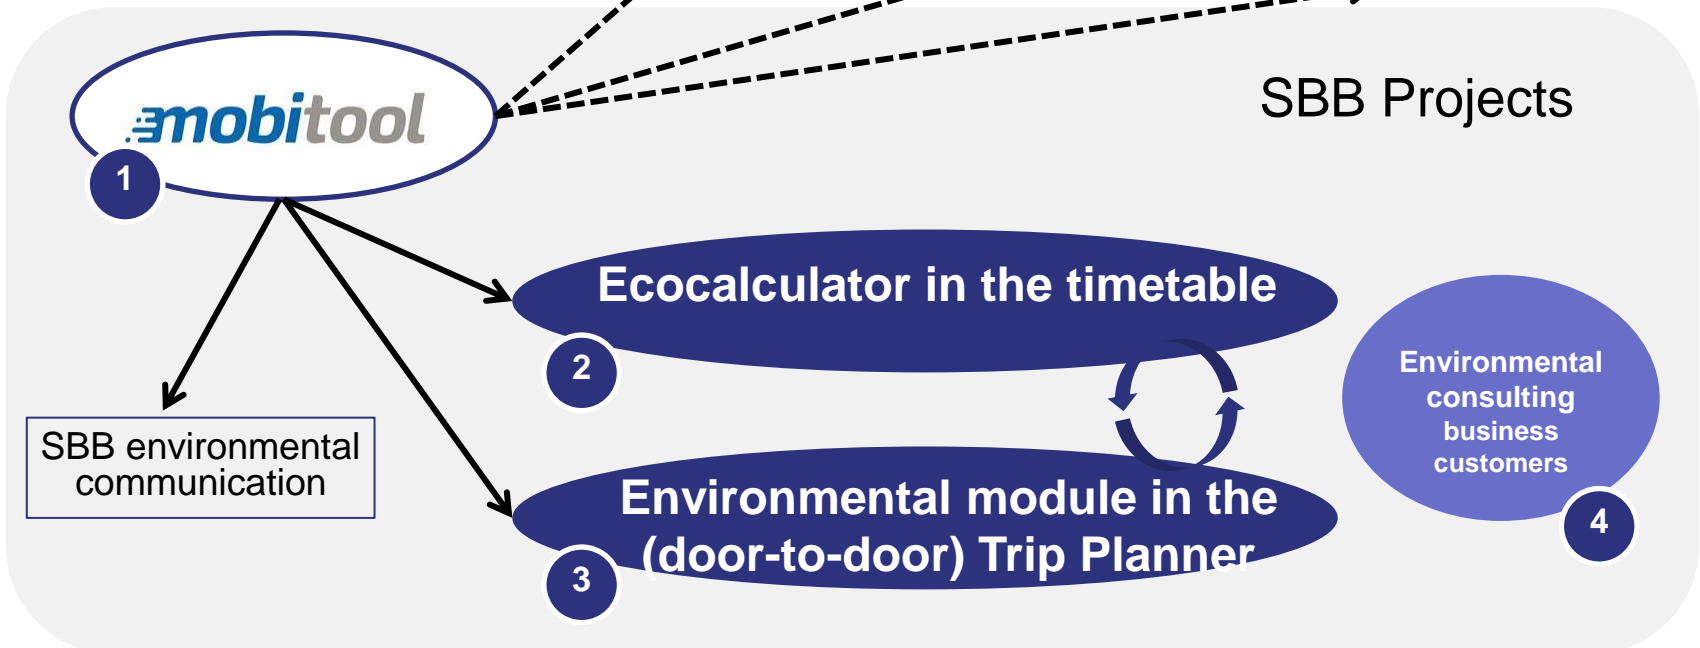 mobitool
SBB Projects
1
Ecocalculator in the timetable
2
Environmental
consulting
business
customers
4
SBB environmental
communication
Environmental module in the
(door-to-door) Trip Planner
3